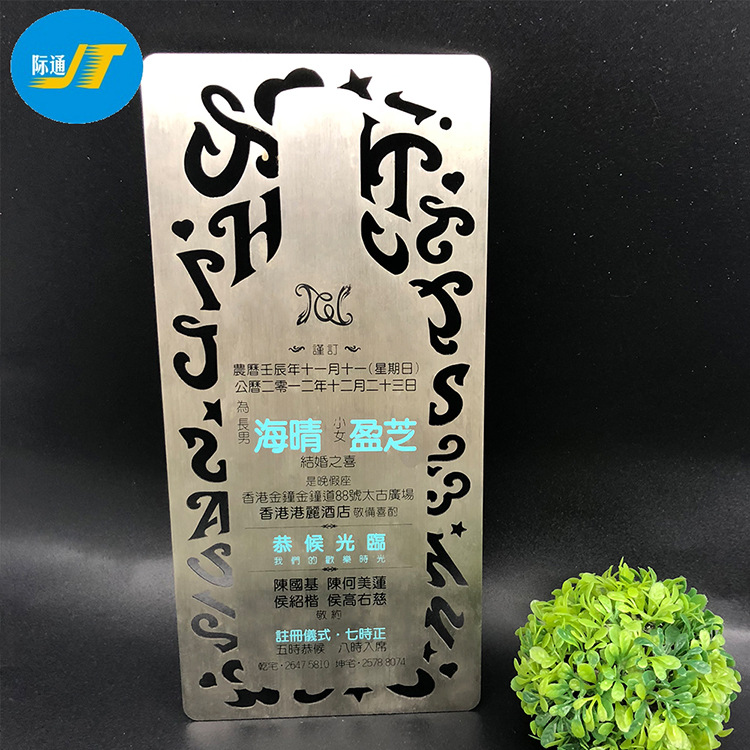 际通 JT
謹訂
農曆壬辰年十一月十一(星期日)
公曆二零一二年十二月二十三日
為
長男 海晴 小女 盈芝
結婚之喜
是晚假座
香港金鐘金鐘道88號太古廣場
香港港麗酒店 敬備喜酌
恭候光臨
我們的歡樂時光
陳國基 陳何美蓮
侯紹楷 侯高右慈
敬約
註冊儀式·七時正
五時恭候 八時入席
乾宅·2647 5810 坤宅·2578 8074